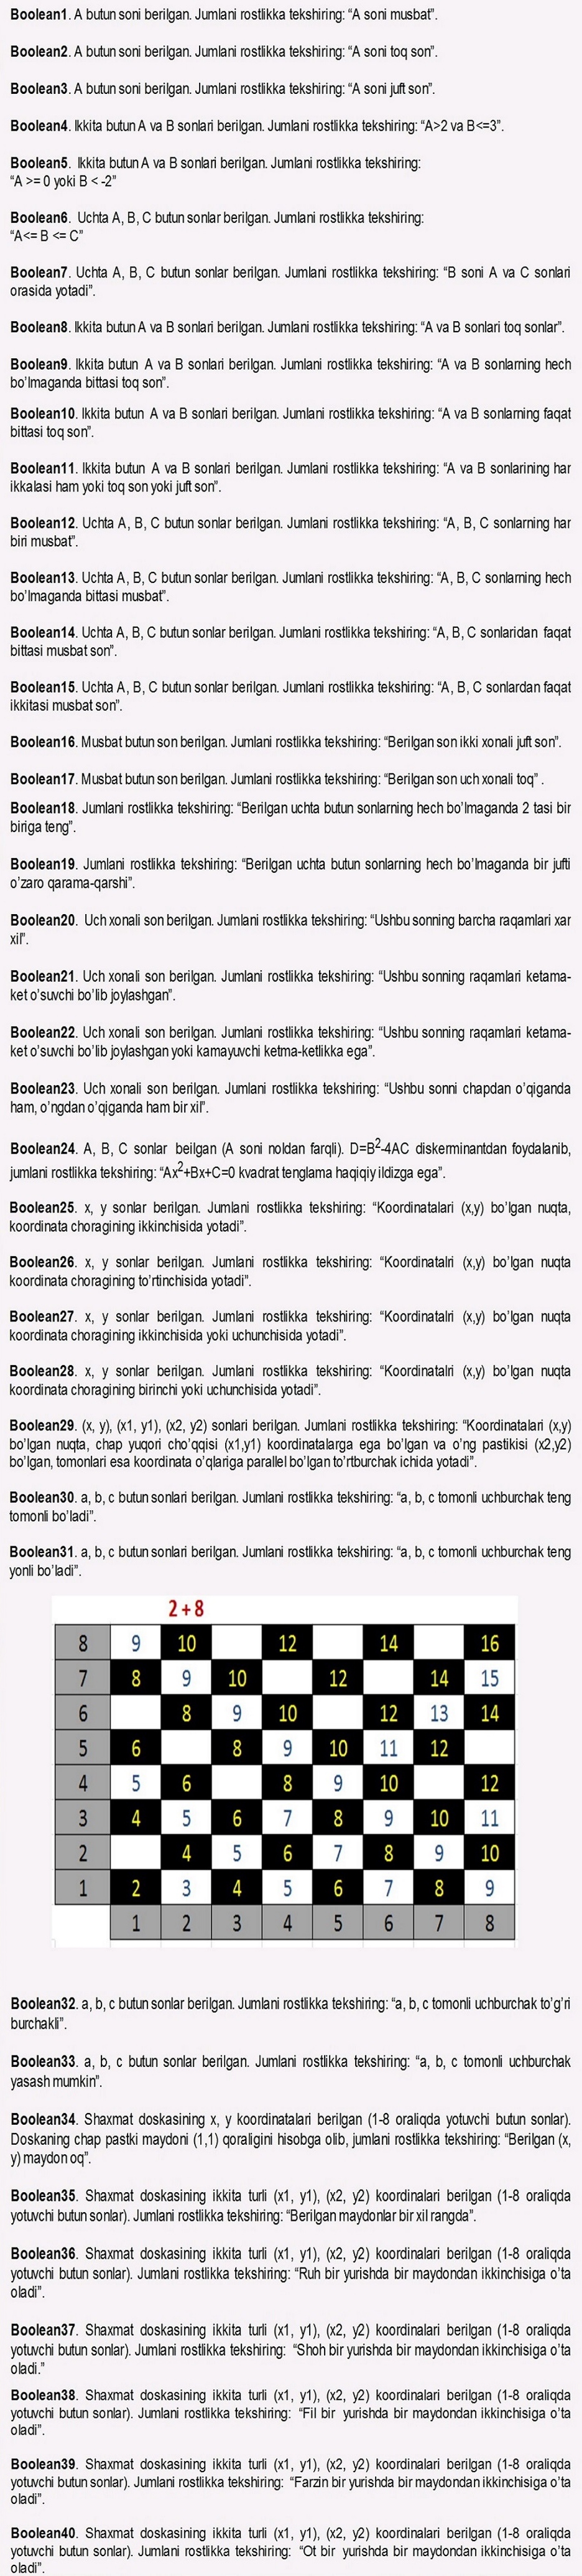 Boolean1. A butun soni berilgan. Jumlani rostlikka tekshiring: “A soni musbat”.
Boolean2. A butun soni berilgan. Jumlani rostlikka tekshiring: “A soni toq son”.
Boolean3. A butun soni berilgan. Jumlani rostlikka tekshiring: “A soni juft son”.
Boolean4. Ikkita butun A va B sonlari berilgan. Jumlani rostlikka tekshiring: “A>2 va B<=3”.
Boolean5. Ikkita butun A va B sonlari berilgan. Jumlani rostlikka tekshiring:
“A >= 0 yoki B < -2”
Boolean6. Uchta A, B, C butun sonlar berilgan. Jumlani rostlikka tekshiring:
“A<= B <= C”
Boolean7. Uchta A, B, C butun sonlar berilgan. Jumlani rostlikka tekshiring: “B soni A va C sonlari
orasida yotadi”.
Boolean8. Ikkita butun A va B sonlari berilgan. Jumlani rostlikka tekshiring: “A va B sonlari toq sonlar”.
Boolean9. Ikkita butun A va B sonlari berilgan. Jumlani rostlikka tekshiring: “A va B sonlarning hech
bo’lmaganda bittasi toq son”.
Boolean10. Ikkita butun A va B sonlari berilgan. Jumlani rostlikka tekshiring: “A va B sonlarning faqat
bittasi toq son”.
Boolean11. Ikkita butun A va B sonlari berilgan. Jumlani rostlikka tekshiring: “A va B sonlarining har
ikkalasi ham yoki toq son yoki juft son”.
Boolean12. Uchta A, B, C butun sonlar berilgan. Jumlani rostlikka tekshiring: “A, B, C sonlarning har
biri musbat”.
Boolean13. Uchta A, B, C butun sonlar berilgan. Jumlani rostlikka tekshiring: “A, B, C sonlarning hech
bo’lmaganda bittasi musbat”.
Boolean14. Uchta A, B, C butun sonlar berilgan. Jumlani rostlikka tekshiring: “A, B, C sonlaridan faqat
bittasi musbat son”.
Boolean15. Uchta A, B, C butun sonlar berilgan. Jumlani rostlikka tekshiring: “A, B, C sonlardan faqat
ikkitasi musbat son”.
Boolean16. Musbat butun son berilgan. Jumlani rostlikka tekshiring: “Berilgan son ikki xonali juft son”.
Boolean17. Musbat butun son berilgan. Jumlani rostlikka tekshiring: “Berilgan son uch xonali toq” .
Boolean18. Jumlani rostlikka tekshiring: “Berilgan uchta butun sonlarning hech bo’lmaganda 2 tasi bir
biriga teng”.
Boolean19. Jumlani rostlikka tekshiring: “Berilgan uchta butun sonlarning hech bo’lmaganda bir jufti
o’zaro qarama-qarshi”.
Boolean20. Uch xonali son berilgan. Jumlani rostlikka tekshiring: “Ushbu sonning barcha raqamlari xar
xil”.
Boolean21. Uch xonali son berilgan. Jumlani rostlikka tekshiring: “Ushbu sonning raqamlari ketama-
ket o’suvchi bo’lib joylashgan”.
Boolean22. Uch xonali son berilgan. Jumlani rostlikka tekshiring: “Ushbu sonning raqamlari ketama-
ket o’suvchi bo’lib joylashgan yoki kamayuvchi ketma-ketlikka ega”.
Boolean23. Uch xonali son berilgan. Jumlani rostlikka tekshiring: “Ushbu sonni chapdan o’qiganda
ham, o’ngdan o’qiganda ham bir xil”.
Boolean24. A, B, C sonlar beilgan (A soni noldan farqli). D=B²-4AC diskerminantdan foydalanib,
jumlani rostlikka tekshiring: “Ax²+Bx+C=0 kvadrat tenglama haqiqiy ildizga ega”.
Boolean25. x, y sonlar berilgan. Jumlani rostlikka tekshiring: “Koordinatalari (x,y) bo’lgan nuqta,
koordinata choragining ikkinchisida yotadi”.
Boolean26. x, y sonlar berilgan. Jumlani rostlikka tekshiring: “Koordinatalri (x,y) bo’lgan nuqta
koordinata choragining to’rtinchisida yotadi”.
Boolean27. x, y sonlar berilgan. Jumlani rostlikka tekshiring: “Koordinatalri (x,y) bo’lgan nuqta
koordinata choragining ikkinchisida yoki uchunchisida yotadi”.
Boolean28. x, y sonlar berilgan. Jumlani rostlikka tekshiring: “Koordinatalri (x,y) bo’lgan nuqta
koordinata choragining birinchi yoki uchunchisida yotadi”.
Boolean29. (x, y), (x1, y1), (x2, y2) sonlari berilgan. Jumlani rostlikka tekshiring: “Koordinatalari (x,y)
bo’lgan nuqta, chap yuqori cho’qqisi (x1,y1) koordinatalarga ega bo’lgan va o’ng pastikisi (x2,y2)
bo’lgan, tomonlari esa koordinata o’qlariga parallel bo’lgan to’rtburchak ichida yotadi”.
Boolean30. a, b, c butun sonlari berilgan. Jumlani rostlikka tekshiring: “a, b, c tomonli uchburchak teng
tomonli bo’ladi”.
Boolean31. a, b, c butun sonlari berilgan. Jumlani rostlikka tekshiring: “a, b, c tomonli uchburchak teng
yonli bo’ladi”.
2 + 8
8 9 10 12 14 16
7 8 9 10 12 14 15
6 8 9 10 12 13 14
5 6 8 9 10 11 12
4 5 6 8 9 10 12
3 4 5 6 7 8 9 10 11
2 4 5 6 7 8 9 10
1 2 3 4 5 6 7 8 9
1 2 3 4 5 6 7 8
Boolean32. a, b, c butun sonlar berilgan. Jumlani rostlikka tekshiring: “a, b, c tomonli uchburchak to’g’ri
burchakli”.
Boolean33. a, b, c butun sonlar berilgan. Jumlani rostlikka tekshiring: “a, b, c tomonli uchburchak
yasash mumkin”.
Boolean34. Shaxmat doskasining x, y koordinatalari berilgan (1-8 oraliqda yotuvchi butun sonlar).
Doskaning chap pastki maydoni (1,1) qoraligini hisobga olib, jumlani rostlikka tekshiring: “Berilgan (x,
y) maydon oq”.
Boolean35. Shaxmat doskasining ikkita turli (x1, y1), (x2, y2) koordinalari berilgan (1-8 oraliqda
yotuvchi butun sonlar). Jumlani rostlikka tekshiring: “Berilgan maydonlar bir xil rangda”.
Boolean36. Shaxmat doskasining ikkita turli (x1, y1), (x2, y2) koordinalari berilgan (1-8 oraliqda
yotuvchi butun sonlar). Jumlani rostlikka tekshiring: “Ruh bir yurishda bir maydondan ikkinchisiga o’ta
oladi”.
Boolean37. Shaxmat doskasining ikkita turli (x1, y1), (x2, y2) koordinalari berilgan (1-8 oraliqda
yotuvchi butun sonlar). Jumlani rostlikka tekshiring: “Shoh bir yurishda bir maydondan ikkinchisiga o’ta
oladi.”
Boolean38. Shaxmat doskasining ikkita turli (x1, y1), (x2, y2) koordinalari berilgan (1-8 oraliqda
yotuvchi butun sonlar). Jumlani rostlikka tekshiring: “Fil bir yurishda bir maydondan ikkinchisiga o’ta
oladi”.
Boolean39. Shaxmat doskasining ikkita turli (x1, y1), (x2, y2) koordinalari berilgan (1-8 oraliqda
yotuvchi butun sonlar). Jumlani rostlikka tekshiring: “Farzin bir yurishda bir maydondan ikkinchisiga o’ta
oladi”.
Boolean40. Shaxmat doskasining ikkita turli (x1, y1), (x2, y2) koordinalari berilgan (1-8 oraliqda
yotuvchi butun sonlar). Jumlani rostlikka tekshiring: “Ot bir yurishda bir maydondan ikkinchisiga o’ta
oladi”.